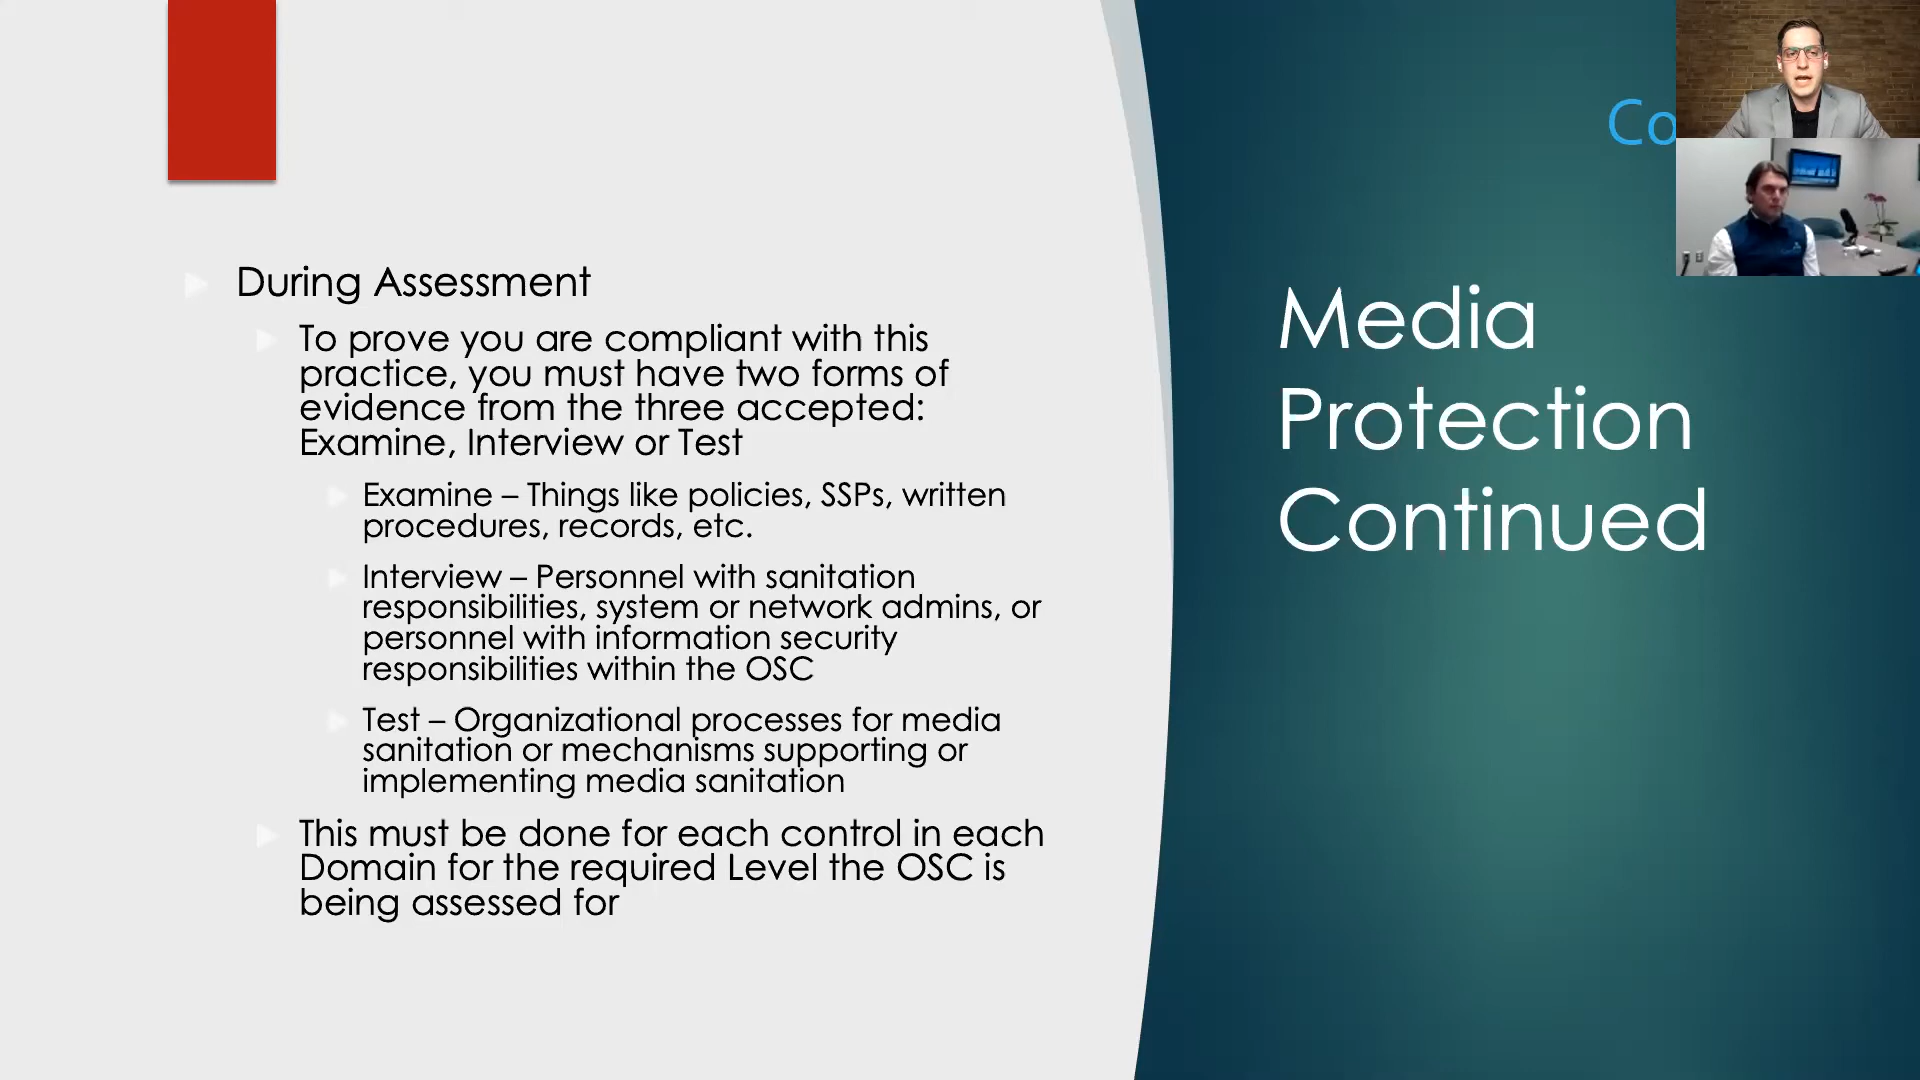 During Assessment
To prove you are compliant with this
practice, you must have two forms of
evidence from the three accepted:
Examine, Interview or Test
Examine – Things like policies, SSPs, written
procedures, records, etc.
Interview – Personnel with sanitation
responsibilities, system or network admins, or
personnel with information security
responsibilities within the OSC
Test – Organizational processes for media
sanitation or mechanisms supporting or
implementing media sanitation
This must be done for each control in each
Domain for the required Level the OSC is
being assessed for
Co
Media
Protection
Continued